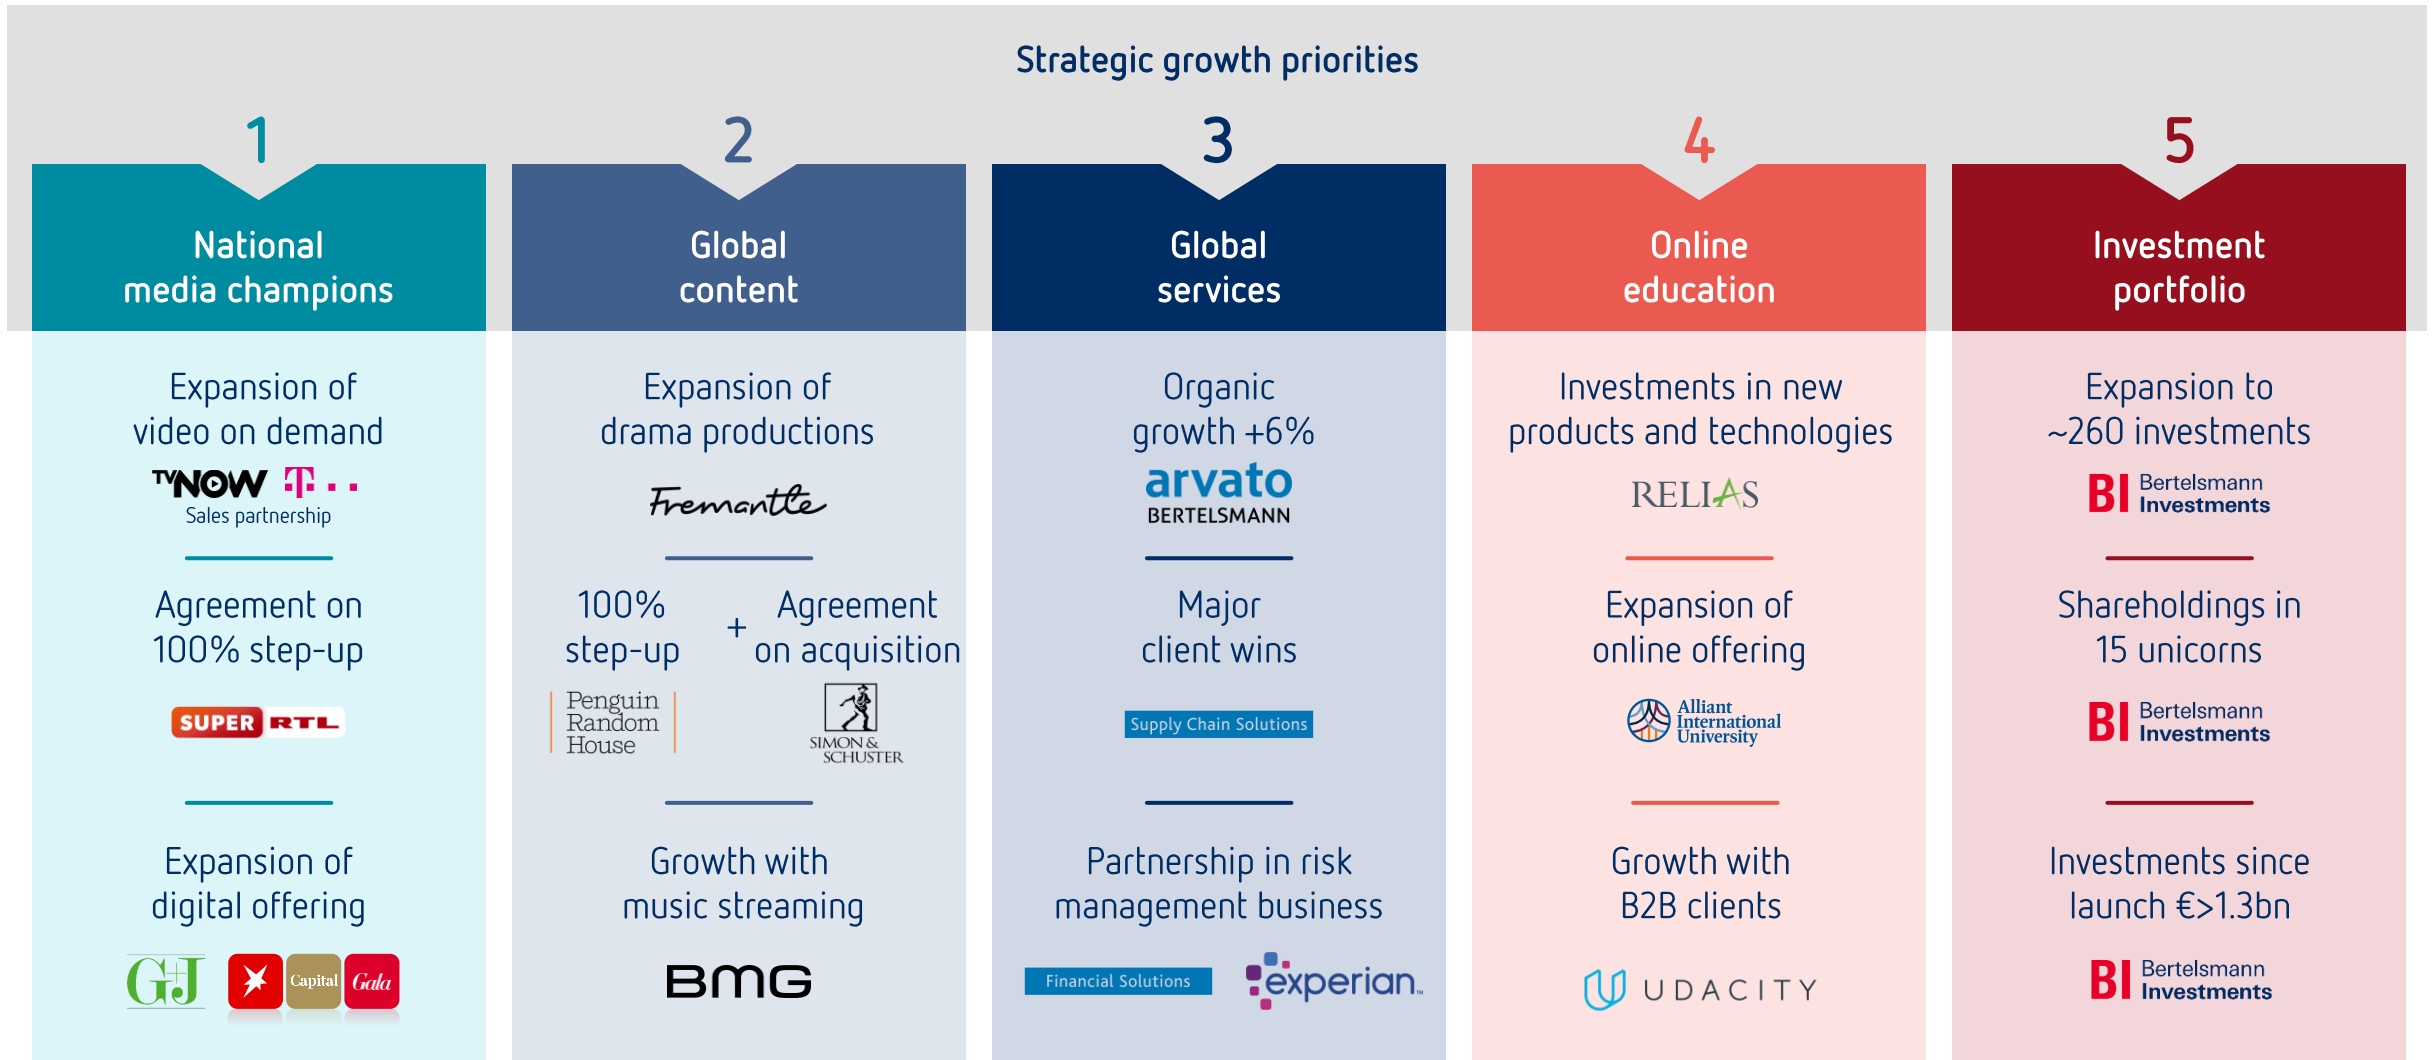 Strategic growth priorities
1
National
media champions
Expansion of
video on demand
TVNOW T
Sales partnership
Agreement on
100% step-up
SUPER RTL
Expansion of
digital offering
G+J Capital Gala
2
Global
content
Expansion of
drama productions
Fremantle
100%
step-up
+
Agreement
on acquisition
Penguin
Random
House
SIMON &
SCHUSTER
Growth with
music streaming
BMG
3
Global
services
Organic
growth +6%
arvato
BERTELSMANN
Major
client wins
Supply Chain Solutions
Partnership in risk
management business
Financial Solutions
experian™
4
Online
education
Investments in new
products and technologies
RELIAS
Expansion of
online offering
Alliant
International
University
Growth with
B2B clients
UDACITY
5
Investment
portfolio
Expansion to
~260 investments
BI Bertelsmann
Investments
Shareholdings in
15 unicorns
BI Bertelsmann
Investments
Investments since
launch €>1.3bn
BI Bertelsmann
Investments